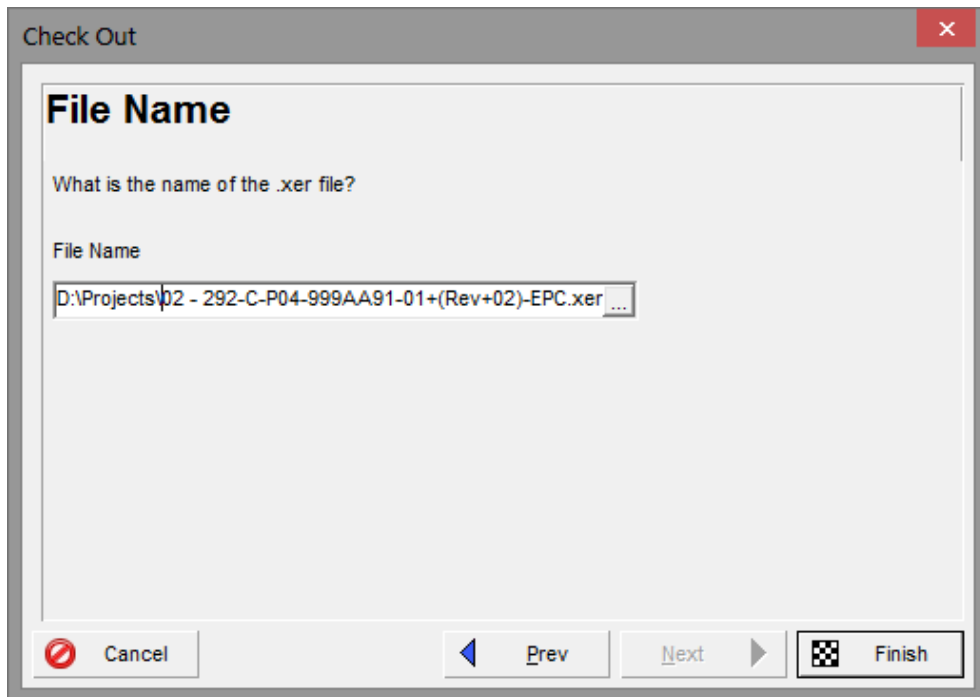 Check Out
File Name
What is the name of the .xer file?
File Name
D:\Projects\02 - 292-C-P04-999AA91-01+(Rev+02)-EPC.xer ...
Cancel Prev Next Finish